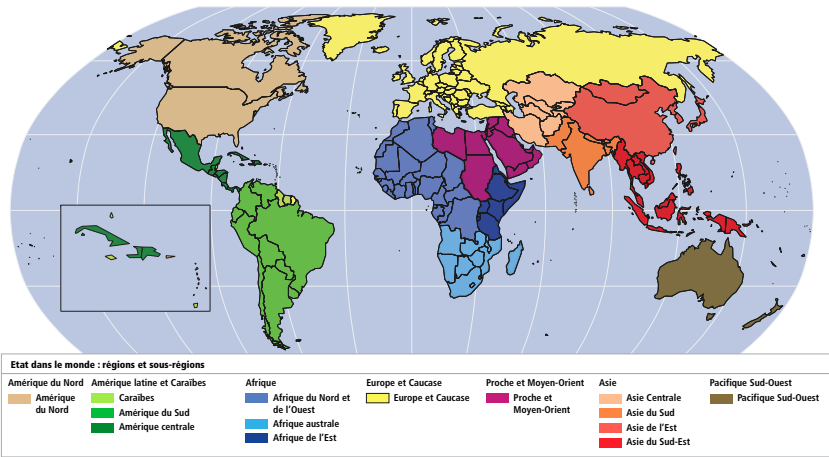 Etat dans le monde : régions et sous-régions
Amérique du Nord
Amérique
du Nord
Amérique latine et Caraïbes
Caraïbes
Amérique du Sud
Amérique centrale
Afrique
Afrique du Nord et
de l'Ouest
Afrique australe
Afrique de l'Est
Europe et Caucase
Europe et Caucase
Proche et Moyen-Orient
Proche et
Moyen-Orient
Asie
Asie Centrale
Asie du Sud
Asie de l'Est
Asie du Sud-Est
Pacifique Sud-Ouest
Pacifique Sud-Ouest